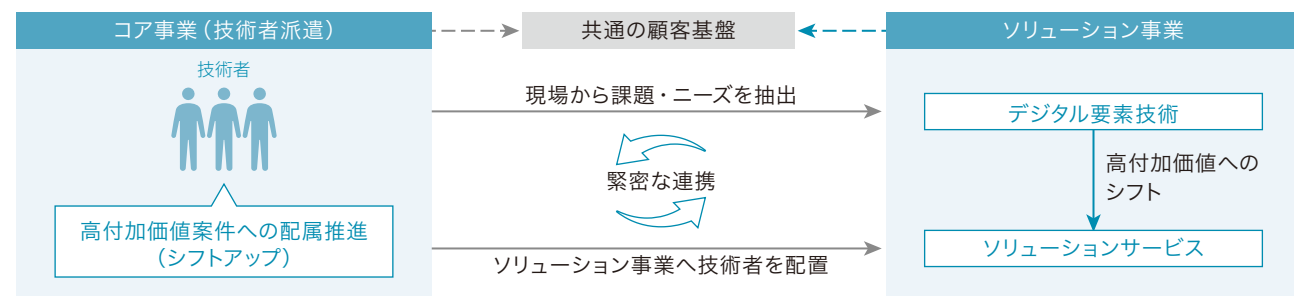 コア事業（技術者派遣）
共通の顧客基盤
ソリューション事業
技術者
高付加価値案件への配属推進
（シフトアップ）
現場から課題・ニーズを抽出
緊密な連携
ソリューション事業へ技術者を配置
デジタル要素技術
高付加価値への
シフト
ソリューションサービス